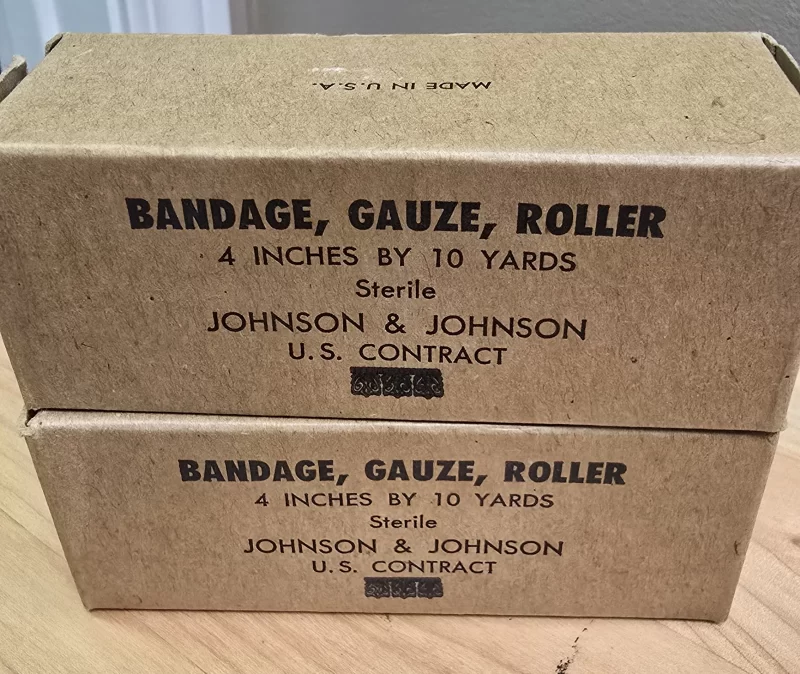 MADE IN U.S.A.
BANDAGE, GAUZE, ROLLER
4 INCHES BY 10 YARDS
Sterile
JOHNSON & JOHNSON
U.S. CONTRACT
BANDAGE, GAUZE, ROLLER
4 INCHES BY 10 YARDS
Sterile
JOHNSON & JOHNSON
U.S. CONTRACT